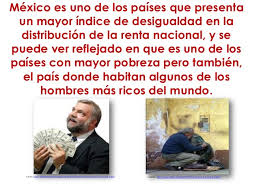 México es uno de los países que presenta
un mayor índice de desigualdad en la
distribución de la renta nacional, y se
puede ver reflejado en que es uno de los
países con mayor pobreza pero también,
el país donde habitan algunos de los
hombres más ricos del mundo.